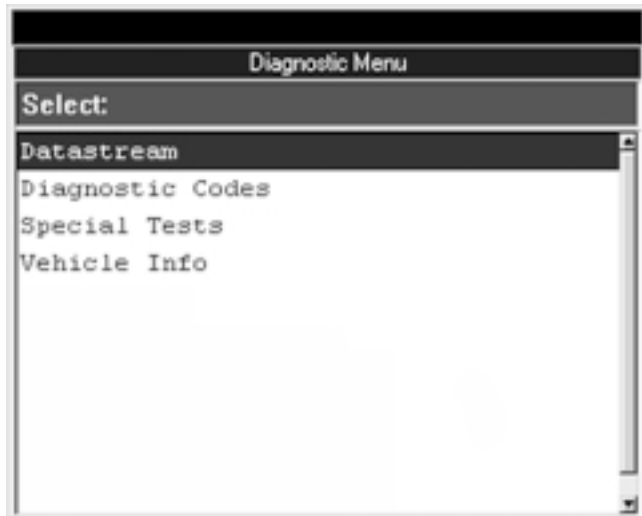 Diagnostic Menu
Select:
Datastream
Diagnostic Codes
Special Tests
Vehicle Info